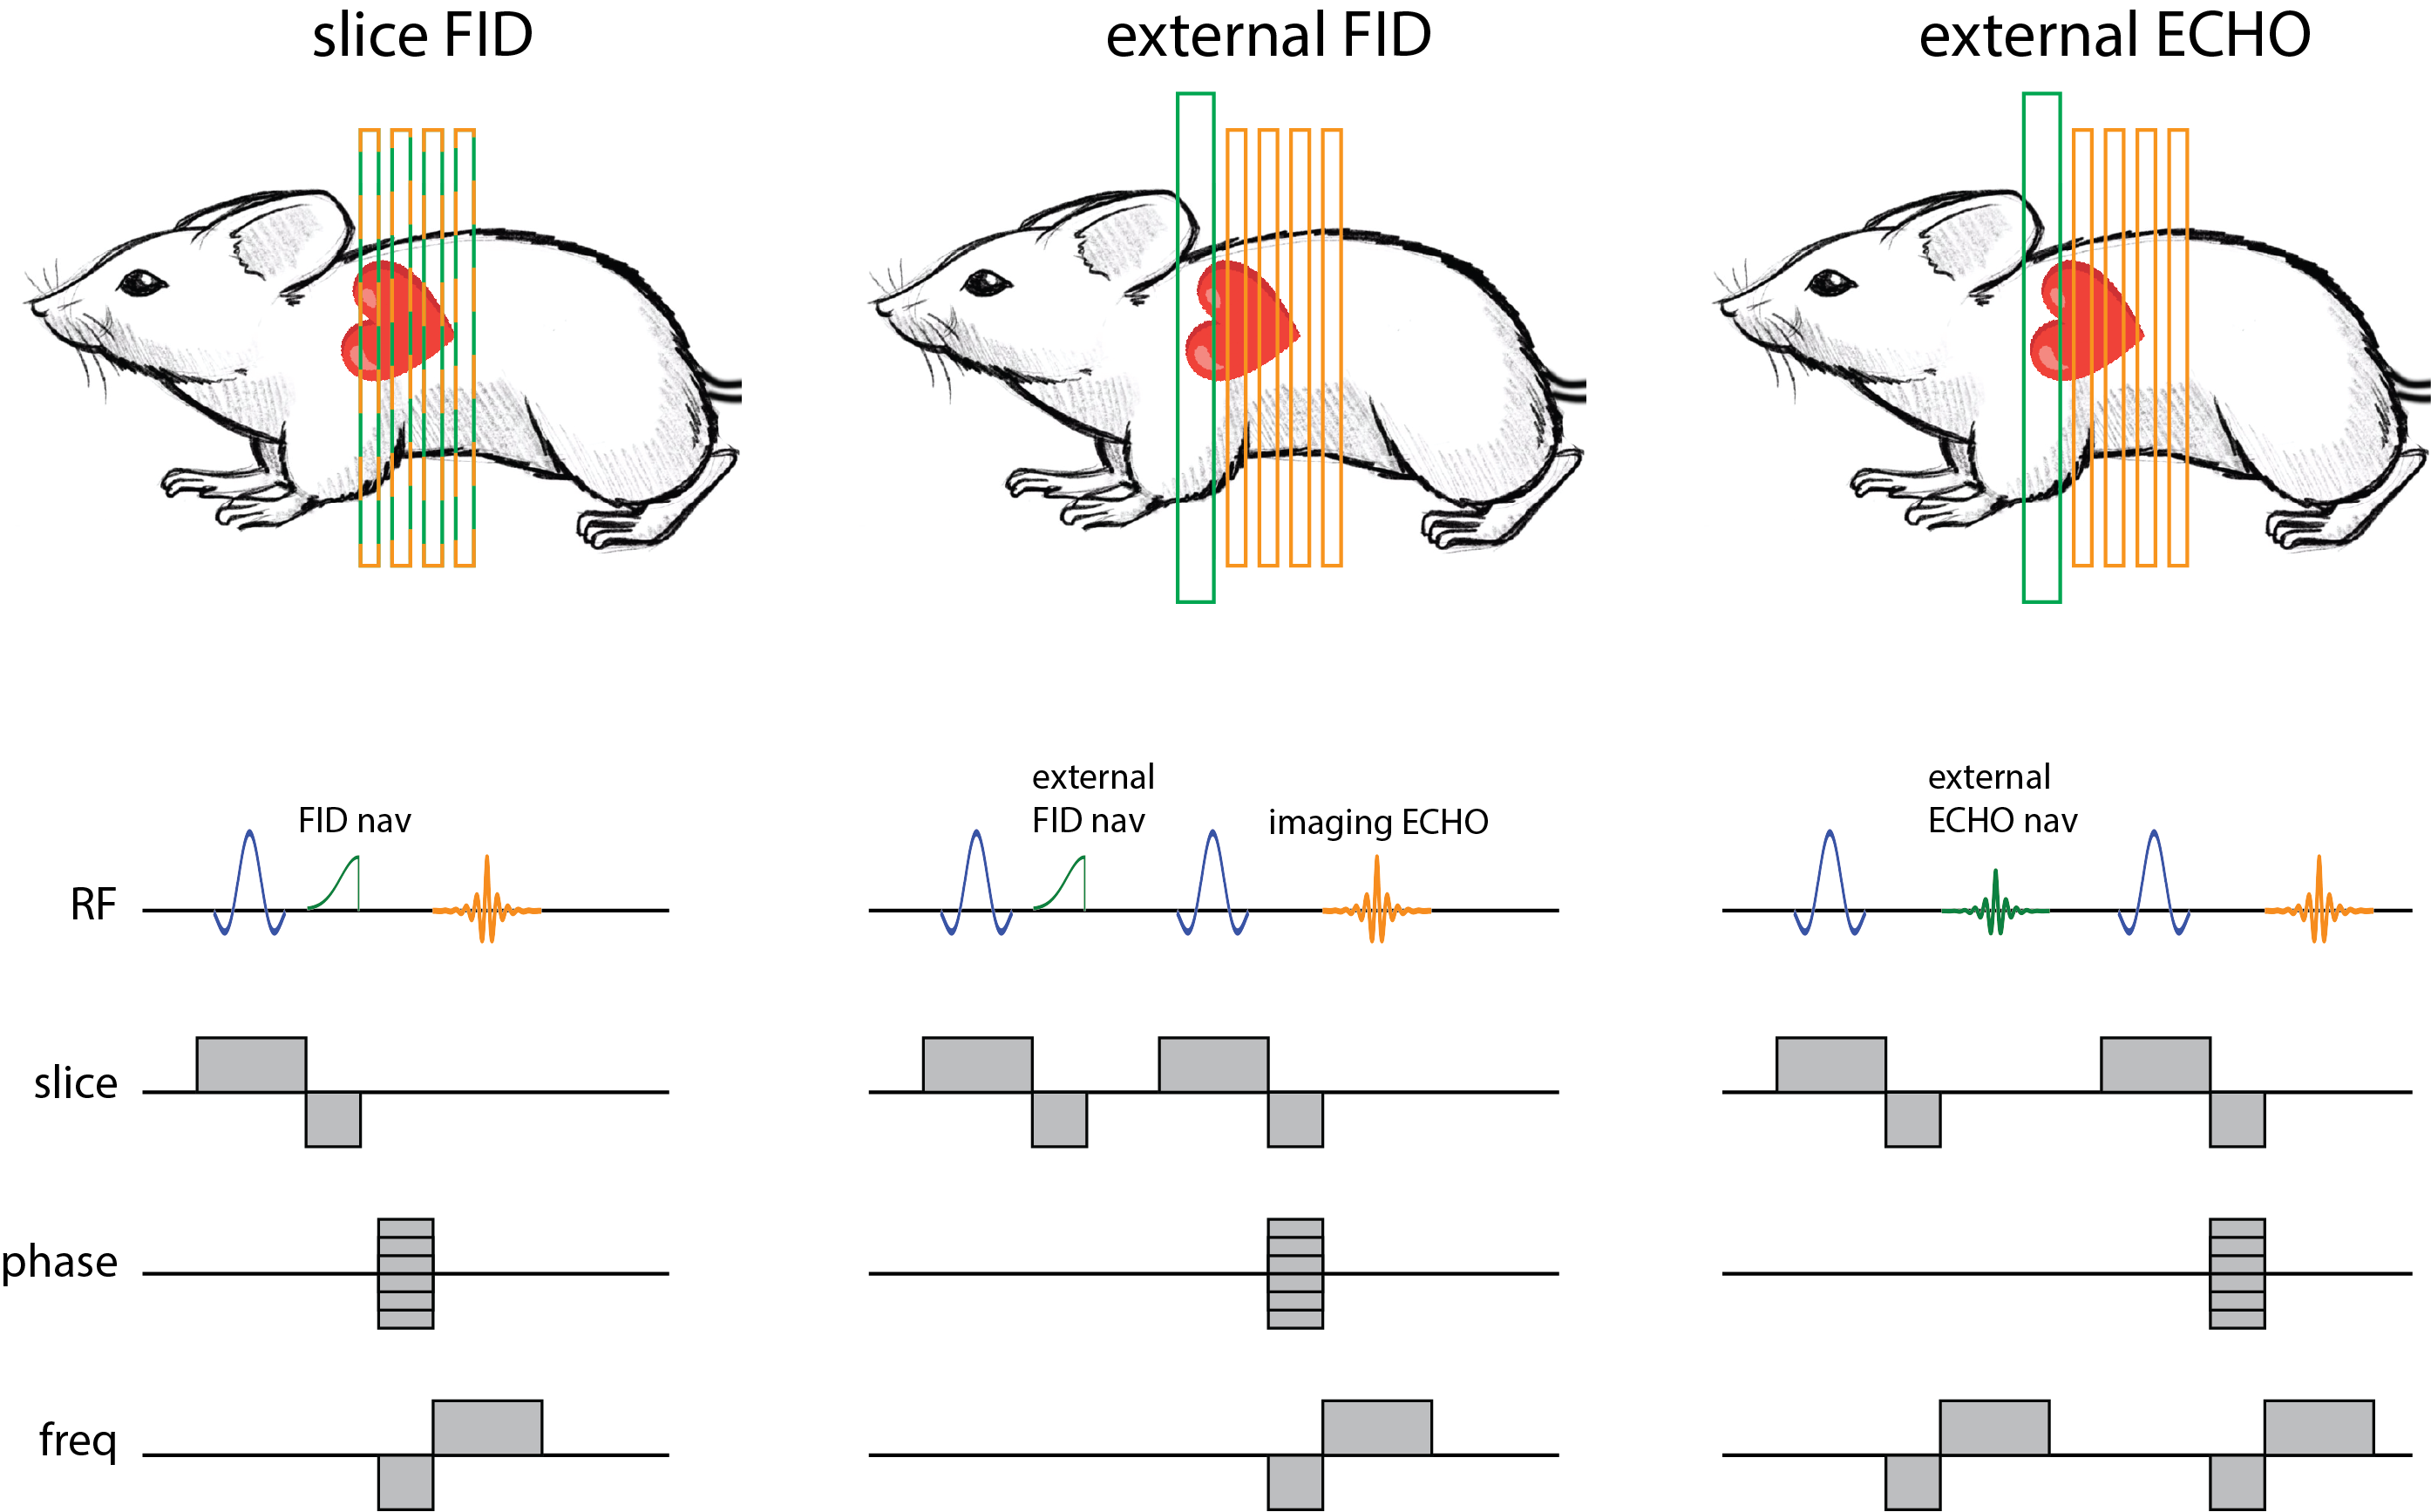 slice FID
external FID
external ECHO
FID nav
external
FID nav
imaging ECHO
external
ECHO nav
RF
slice
phase
freq